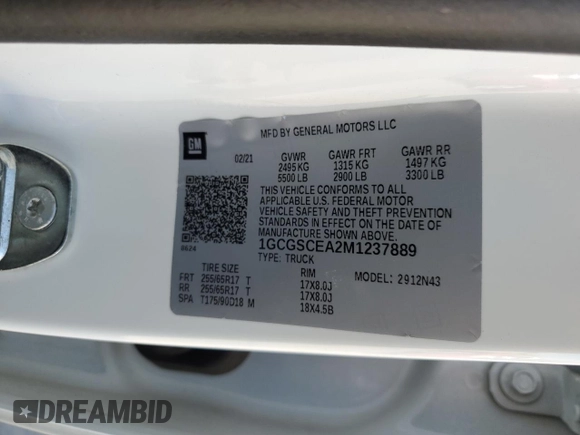 GM
MFD BY GENERAL MOTORS LLC
02/21 GVWR GAWR FRT GAWR RR
2495 KG 1315 KG 1497 KG
5500 LB 2900 LB 3300 LB
THIS VEHICLE CONFORMS TO ALL
APPLICABLE U.S. FEDERAL MOTOR
VEHICLE SAFETY AND THEFT PREVENTION
STANDARDS IN EFFECT ON THE DATE OF
MANUFACTURE SHOWN ABOVE.
0624
1GCGSCEA2M1237889
TYPE: TRUCK
TIRE SIZE RIM MODEL: 2912N43
FRT 255/65R17 T 17X8.0J
RR 255/65R17 T 17X8.0J
SPA T175/90D18 M 18X4.5B
DREAMBID